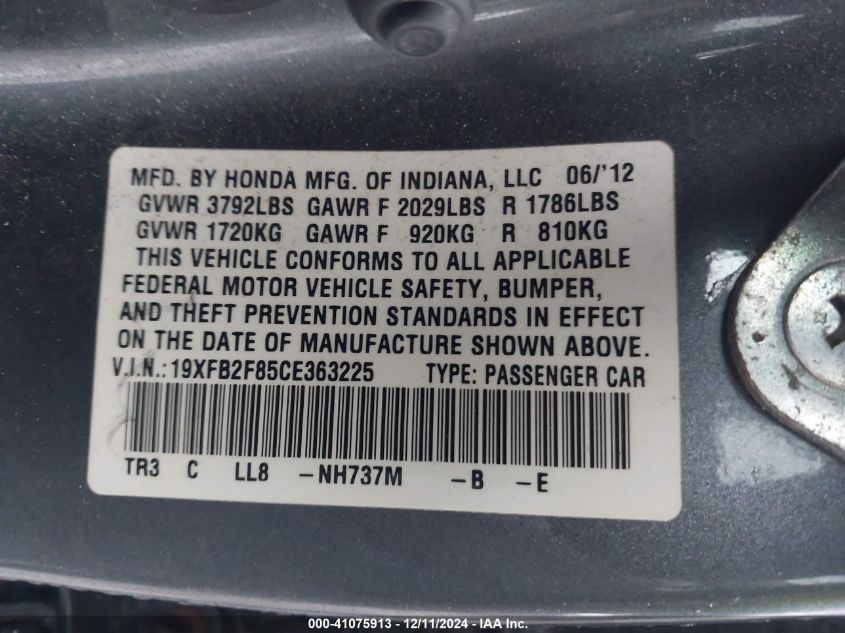 MFD. BY HONDA MFG. OF INDIANA, LLC 06/'12
GVWR 3792LBS GAWR F 2029LBS R 1786LBS
GVWR 1720KG GAWR F 920KG R 810KG
THIS VEHICLE CONFORMS TO ALL APPLICABLE
FEDERAL MOTOR VEHICLE SAFETY, BUMPER,
AND THEFT PREVENTION STANDARDS IN EFFECT
ON THE DATE OF MANUFACTURE SHOWN ABOVE.
V.I.N.:19XFB2F85CE363225 TYPE: PASSENGER CAR
TR3 C LL8 -NH737M -B -E
000-41075913 - 12/11/2024 - IAA Inc.